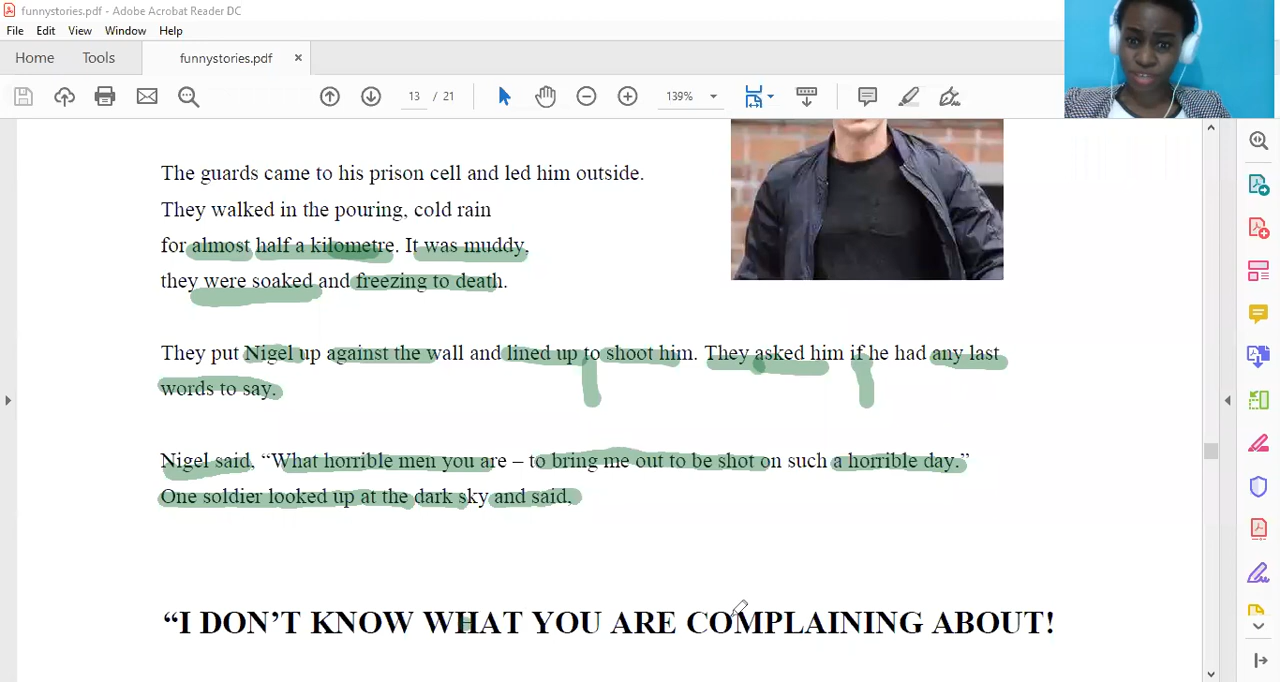 funnystories.pdf - Adobe Acrobat Reader DC
File Edit View Window Help
Home Tools funnystories.pdf ×
13 / 21 139%
The guards came to his prison cell and led him outside.
They walked in the pouring, cold rain
for almost half a kilometre. It was muddy,
they were soaked and freezing to death.
They put Nigel up against the wall and lined up to shoot him. They asked him if he had any last
words to say.
Nigel said, “What horrible men you are – to bring me out to be shot on such a horrible day.”
One soldier looked up at the dark sky and said,
“I DON’T KNOW WHAT YOU ARE COMPLAINING ABOUT!